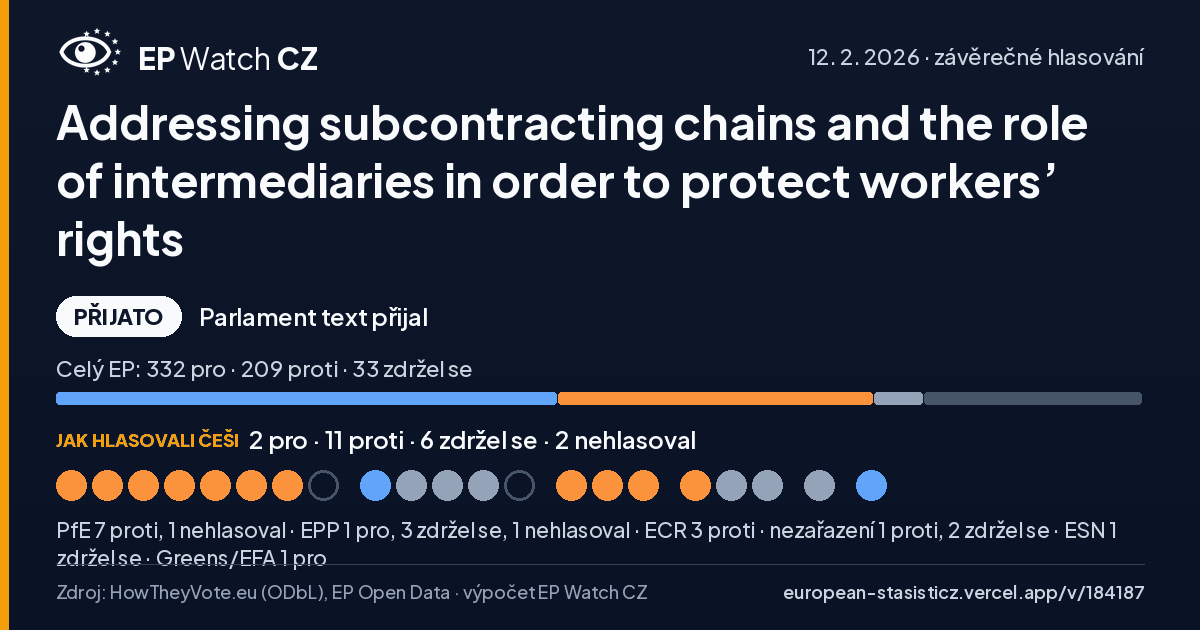 EP Watch CZ
12. 2. 2026 · závěrečné hlasování
Addressing subcontracting chains and the role
of intermediaries in order to protect workers’
rights
PŘIJATO Parlament text přijal
Celý EP: 332 pro · 209 proti · 33 zdržel se
JAK HLASOVALI ČEŠI 2 pro · 11 proti · 6 zdržel se · 2 nehlasoval
PfE 7 proti, 1 nehlasoval · EPP 1 pro, 3 zdržel se, 1 nehlasoval · ECR 3 proti · nezařazení 1 proti, 2 zdržel se · ESN 1
zdržel se · Greens/EFA 1 pro
Zdroj: HowTheyVote.eu (ODbL), EP Open Data · výpočet EP Watch CZ
european-stasisticz.vercel.app/v/184187